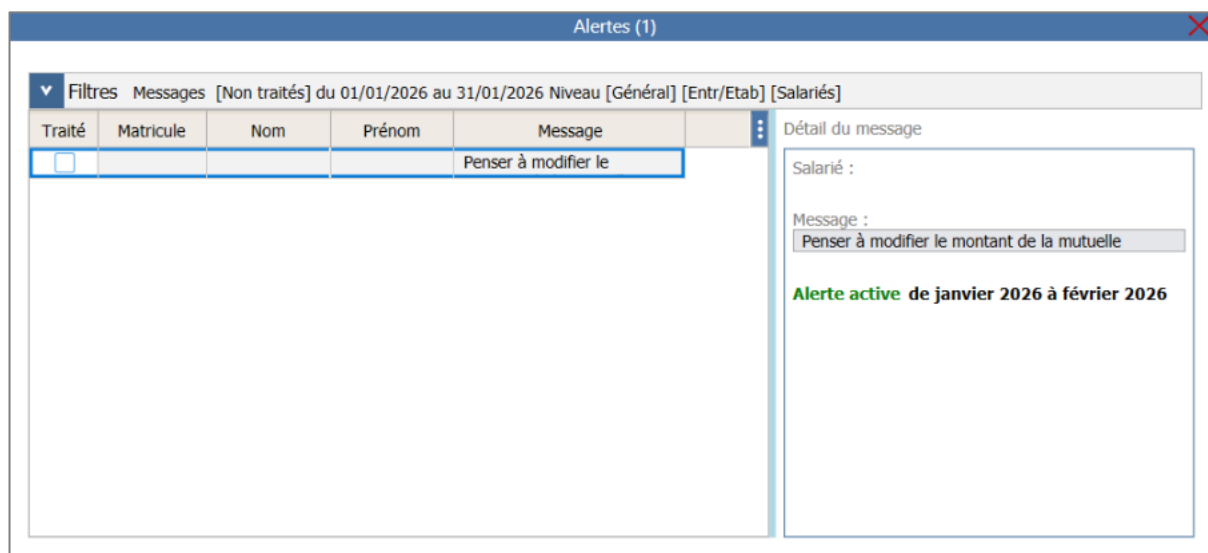 Alertes (1)
Filtres Messages [Non traités] du 01/01/2026 au 31/01/2026 Niveau [Général] [Entr/Etab] [Salariés]
Traité Matricule Nom Prénom Message
Penser à modifier le
Détail du message
Salarié :
Message :
Penser à modifier le montant de la mutuelle
Alerte active de janvier 2026 à février 2026